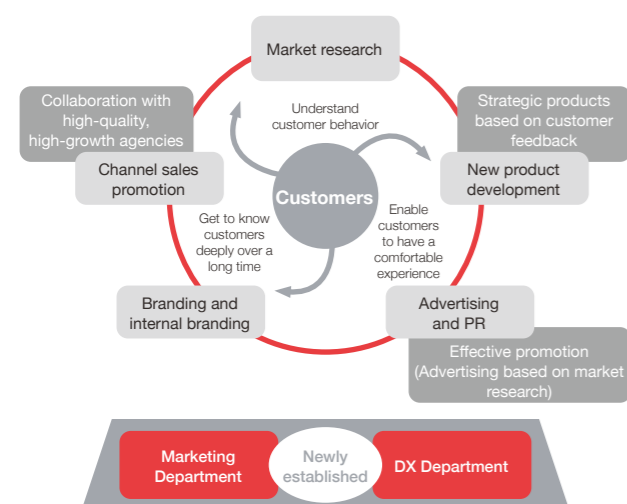 Market research
Collaboration with
high-quality,
high-growth agencies
Strategic products
based on customer
feedback
Understand
customer behavior
Channel sales
promotion
New product
development
Customers
Get to know
customers
deeply over a
long time
Enable
customers
to have a
comfortable
experience
Branding and
internal branding
Advertising
and PR
Effective promotion
(Advertising based on market
research)
Marketing
Department
Newly
established
DX Department